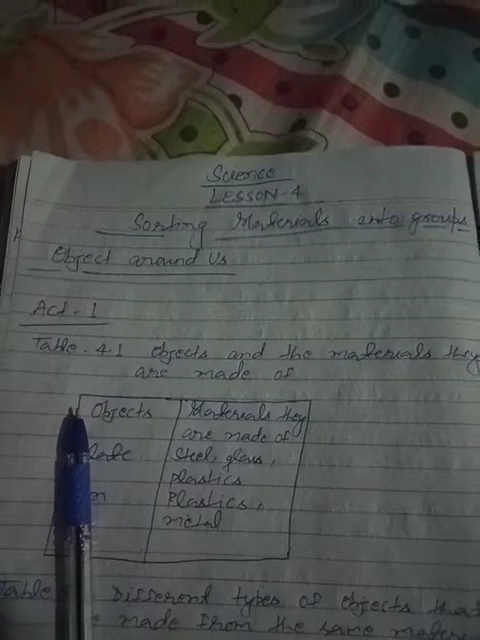 Science
LESSON-4
Sorting Materials into groups
Object around Us
Act-1
Table-4.1 Objects and the materials they
are made of
Objects Materials they
are made of
Steel, glass,
plastics
Plastics,
metal
Table Different types of objects that
made from the same